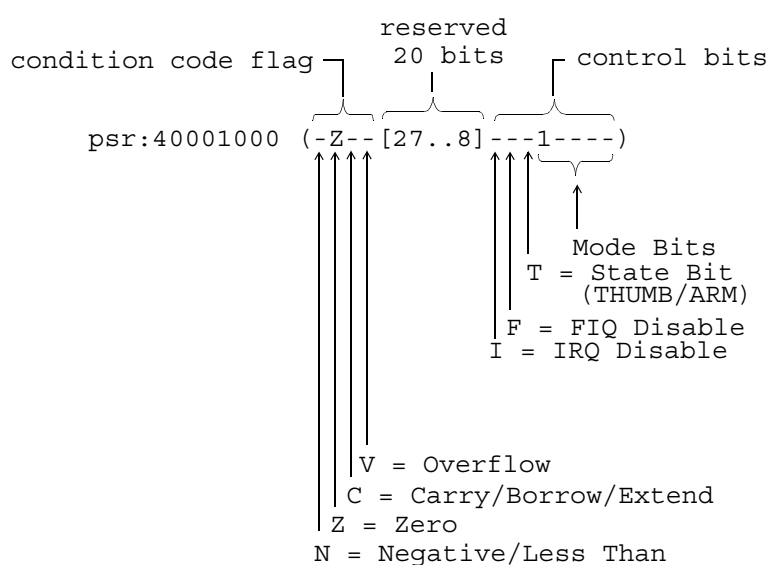 reserved
20 bits
condition code flag
control bits
psr:40001000 (-Z--[27..8]---1----)
Mode Bits
T = State Bit
(THUMB/ARM)
F = FIQ Disable
I = IRQ Disable
V = Overflow
C = Carry/Borrow/Extend
Z = Zero
N = Negative/Less Than